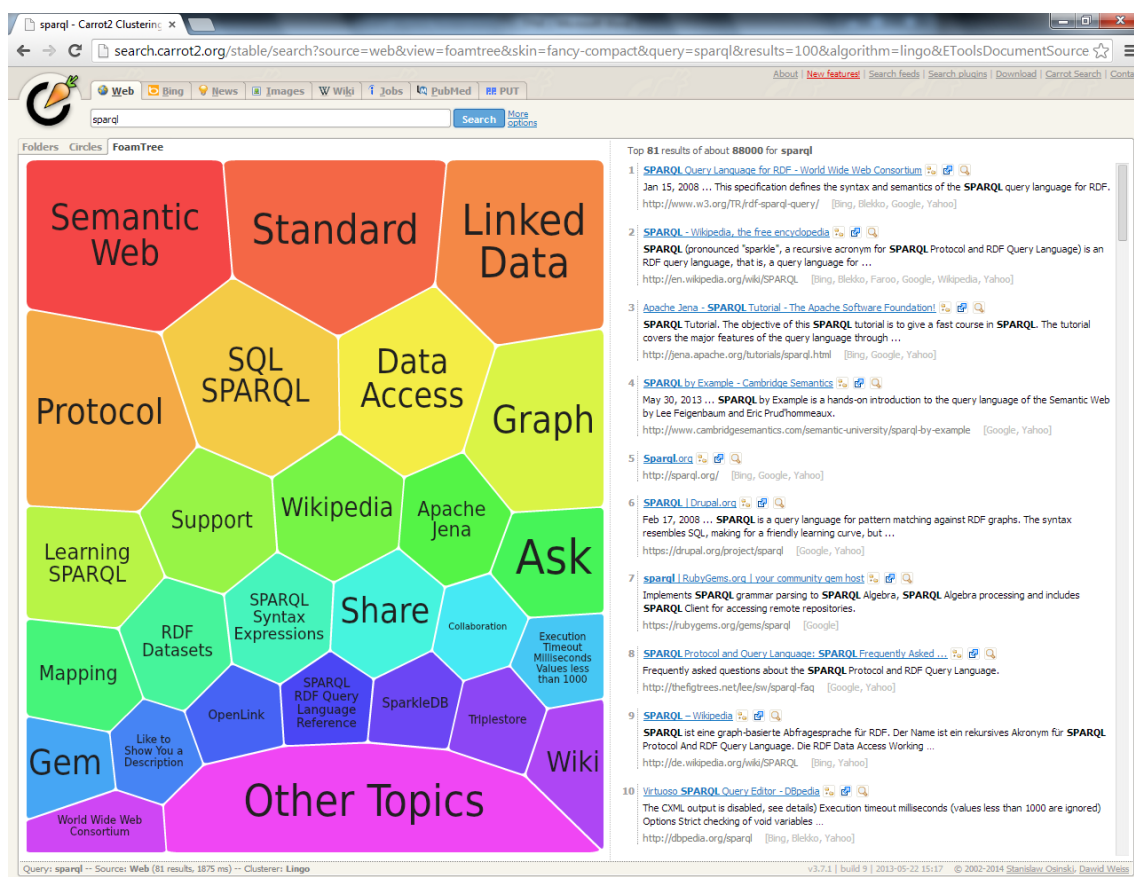 sparql - Carrot2 Clustering
search.carrot2.org/stable/search?source=web&view=foamtree&skin=fancy-compact&query=sparql&results=100&algorithm=lingo&EToolsDocumentSource
About | New features! | Search feeds | Search plugins | Download | Carrot Search | Conta
Web Bing News Images Wiki Jobs PubMed PUT
sparql Search More options
Folders Circles FoamTree
Semantic
Web
Standard
Linked
Data
Protocol
SQL
SPARQL
Data
Access
Graph
Learning
SPARQL
Support
Wikipedia
Apache
Jena
Ask
Mapping
RDF
Datasets
SPARQL
Syntax
Expressions
Share
Collaboration
Execution
Timeout
Milliseconds
Values less
than 1000
Gem
Like to
Show You a
Description
OpenLink
SPARQL
RDF Query
Language
Reference
SparkleDB
Triplestore
Wiki
World Wide Web
Consortium
Other Topics
Top 81 results of about 88000 for sparql
1 SPARQL Query Language for RDF - World Wide Web Consortium
Jan 15, 2008 ... This specification defines the syntax and semantics of the SPARQL query language for RDF.
http://www.w3.org/TR/rdf-sparql-query/ [Bing, Blekko, Google, Yahoo]
2 SPARQL - Wikipedia, the free encyclopedia
SPARQL (pronounced "sparkle", a recursive acronym for SPARQL Protocol and RDF Query Language) is an
RDF query language, that is, a query language for ...
http://en.wikipedia.org/wiki/SPARQL [Bing, Blekko, Faroo, Google, Wikipedia, Yahoo]
3 Apache Jena - SPARQL Tutorial - The Apache Software Foundation!
SPARQL Tutorial. The objective of this SPARQL tutorial is to give a fast course in SPARQL. The tutorial
covers the major features of the query language through ...
http://jena.apache.org/tutorials/sparql.html [Bing, Google, Yahoo]
4 SPARQL by Example - Cambridge Semantics
May 30, 2013 ... SPARQL by Example is a hands-on introduction to the query language of the Semantic Web
by Lee Feigenbaum and Eric Prud'hommeaux.
http://www.cambridgesemantics.com/semantic-university/sparql-by-example [Google, Yahoo]
5 Sparql.org
http://sparql.org/ [Bing, Google, Yahoo]
6 SPARQL | Drupal.org
Feb 17, 2008 ... SPARQL is a query language for pattern matching against RDF graphs. The syntax
resembles SQL, making for a friendly learning curve, but ...
https://drupal.org/project/sparql [Google, Yahoo]
7 sparql | RubyGems.org | your community gem host
Implements SPARQL grammar parsing to SPARQL Algebra, SPARQL Algebra processing and includes
SPARQL Client for accessing remote repositories.
https://rubygems.org/gems/sparql [Google]
8 SPARQL Protocol and Query Language: SPARQL Frequently Asked ...
Frequently asked questions about the SPARQL Protocol and RDF Query Language.
http://thefigtrees.net/lee/sw/sparql-faq [Google, Yahoo]
9 SPARQL – Wikipedia
SPARQL ist eine graph-basierte Abfragesprache für RDF. Der Name ist ein rekursives Akronym für SPARQL
Protocol And RDF Query Language. Die RDF Data Access Working ...
http://de.wikipedia.org/wiki/SPARQL [Bing, Yahoo]
10 Virtuoso SPARQL Query Editor - DBpedia
The CXML output is disabled, see details) Execution timeout milliseconds (values less than 1000 are ignored)
Options Strict checking of void variables ...
http://dbpedia.org/sparql [Bing, Blekko, Yahoo]
Query: sparql -- Source: Web (81 results, 1875 ms) -- Clusterer: Lingo
v3.7.1 | build 9 | 2013-05-22 15:17 © 2002-2014 Stanislaw Osinski, Dawid Weiss